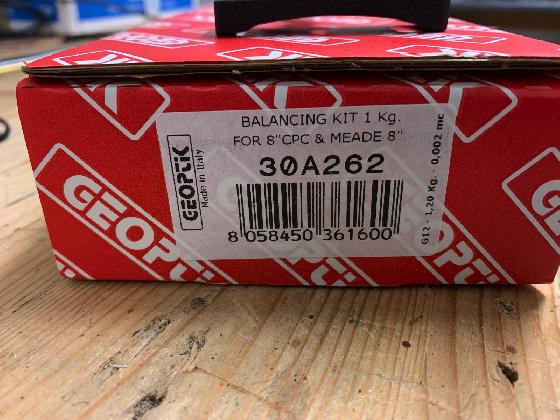 BALANCING KIT 1 Kg.
FOR 8"CPC & MEADE 8"
30A262
8 058450 361600
GEOPTIK
Made in Italy
G12 - 1,20 Kg. - 0,002 mc
GEOPTIK
GEOPTIK
GEOPTIK